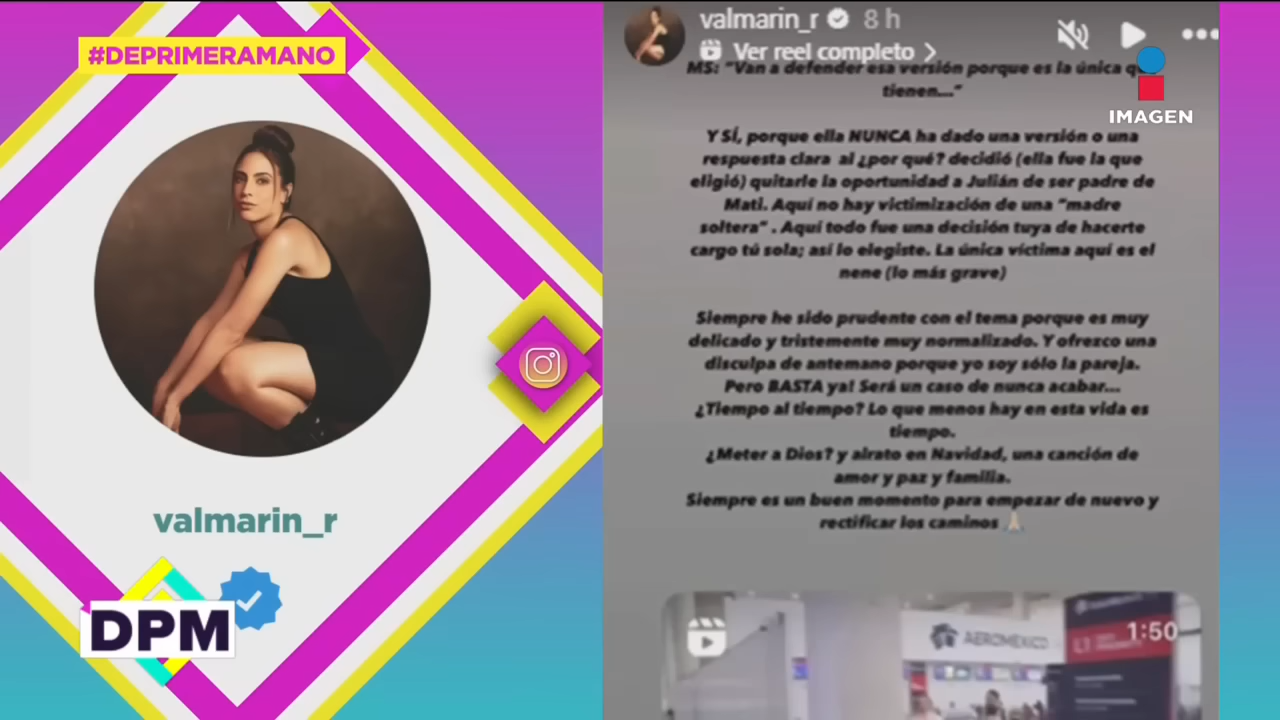 #DEPRIMERAMANO
valmarin_r
DPM
valmarin_r 8 h
Ver reel completo
IMAGEN
MS: "Van a defender esa versión porque es la única
tienen..."
Y SÍ, porque ella NUNCA ha dado una versión o una
respuesta clara al ¿por qué? decidió (ella fue la que
eligió) quitarle la oportunidad a Julián de ser padre de
Mati. Aquí no hay victimización de una "madre
soltera" . Aquí todo fue una decisión tuya de hacerte
cargo tú sola; así lo elegiste. La única víctima aquí es el
nene (lo más grave)
Siempre he sido prudente con el tema porque es muy
delicado y tristemente muy normalizado. Y ofrezco una
disculpa de antemano porque yo soy sólo la pareja.
Pero BASTA ya! Será un caso de nunca acabar...
¿Tiempo al tiempo? Lo que menos hay en esta vida es
tiempo.
¿Meter a Dios? y alrato en Navidad, una canción de
amor y paz y familia.
Siempre es un buen momento para empezar de nuevo y
rectificar los caminos 🙏🏻
AEROMEXICO
L1
1:50